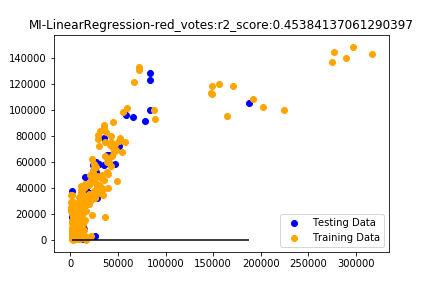 MI-LinearRegression-red_votes:r2_score:0.45384137061290397
140000
120000
100000
80000
60000
40000
20000
0
0 50000 100000 150000 200000 250000 300000
Testing Data
Training Data